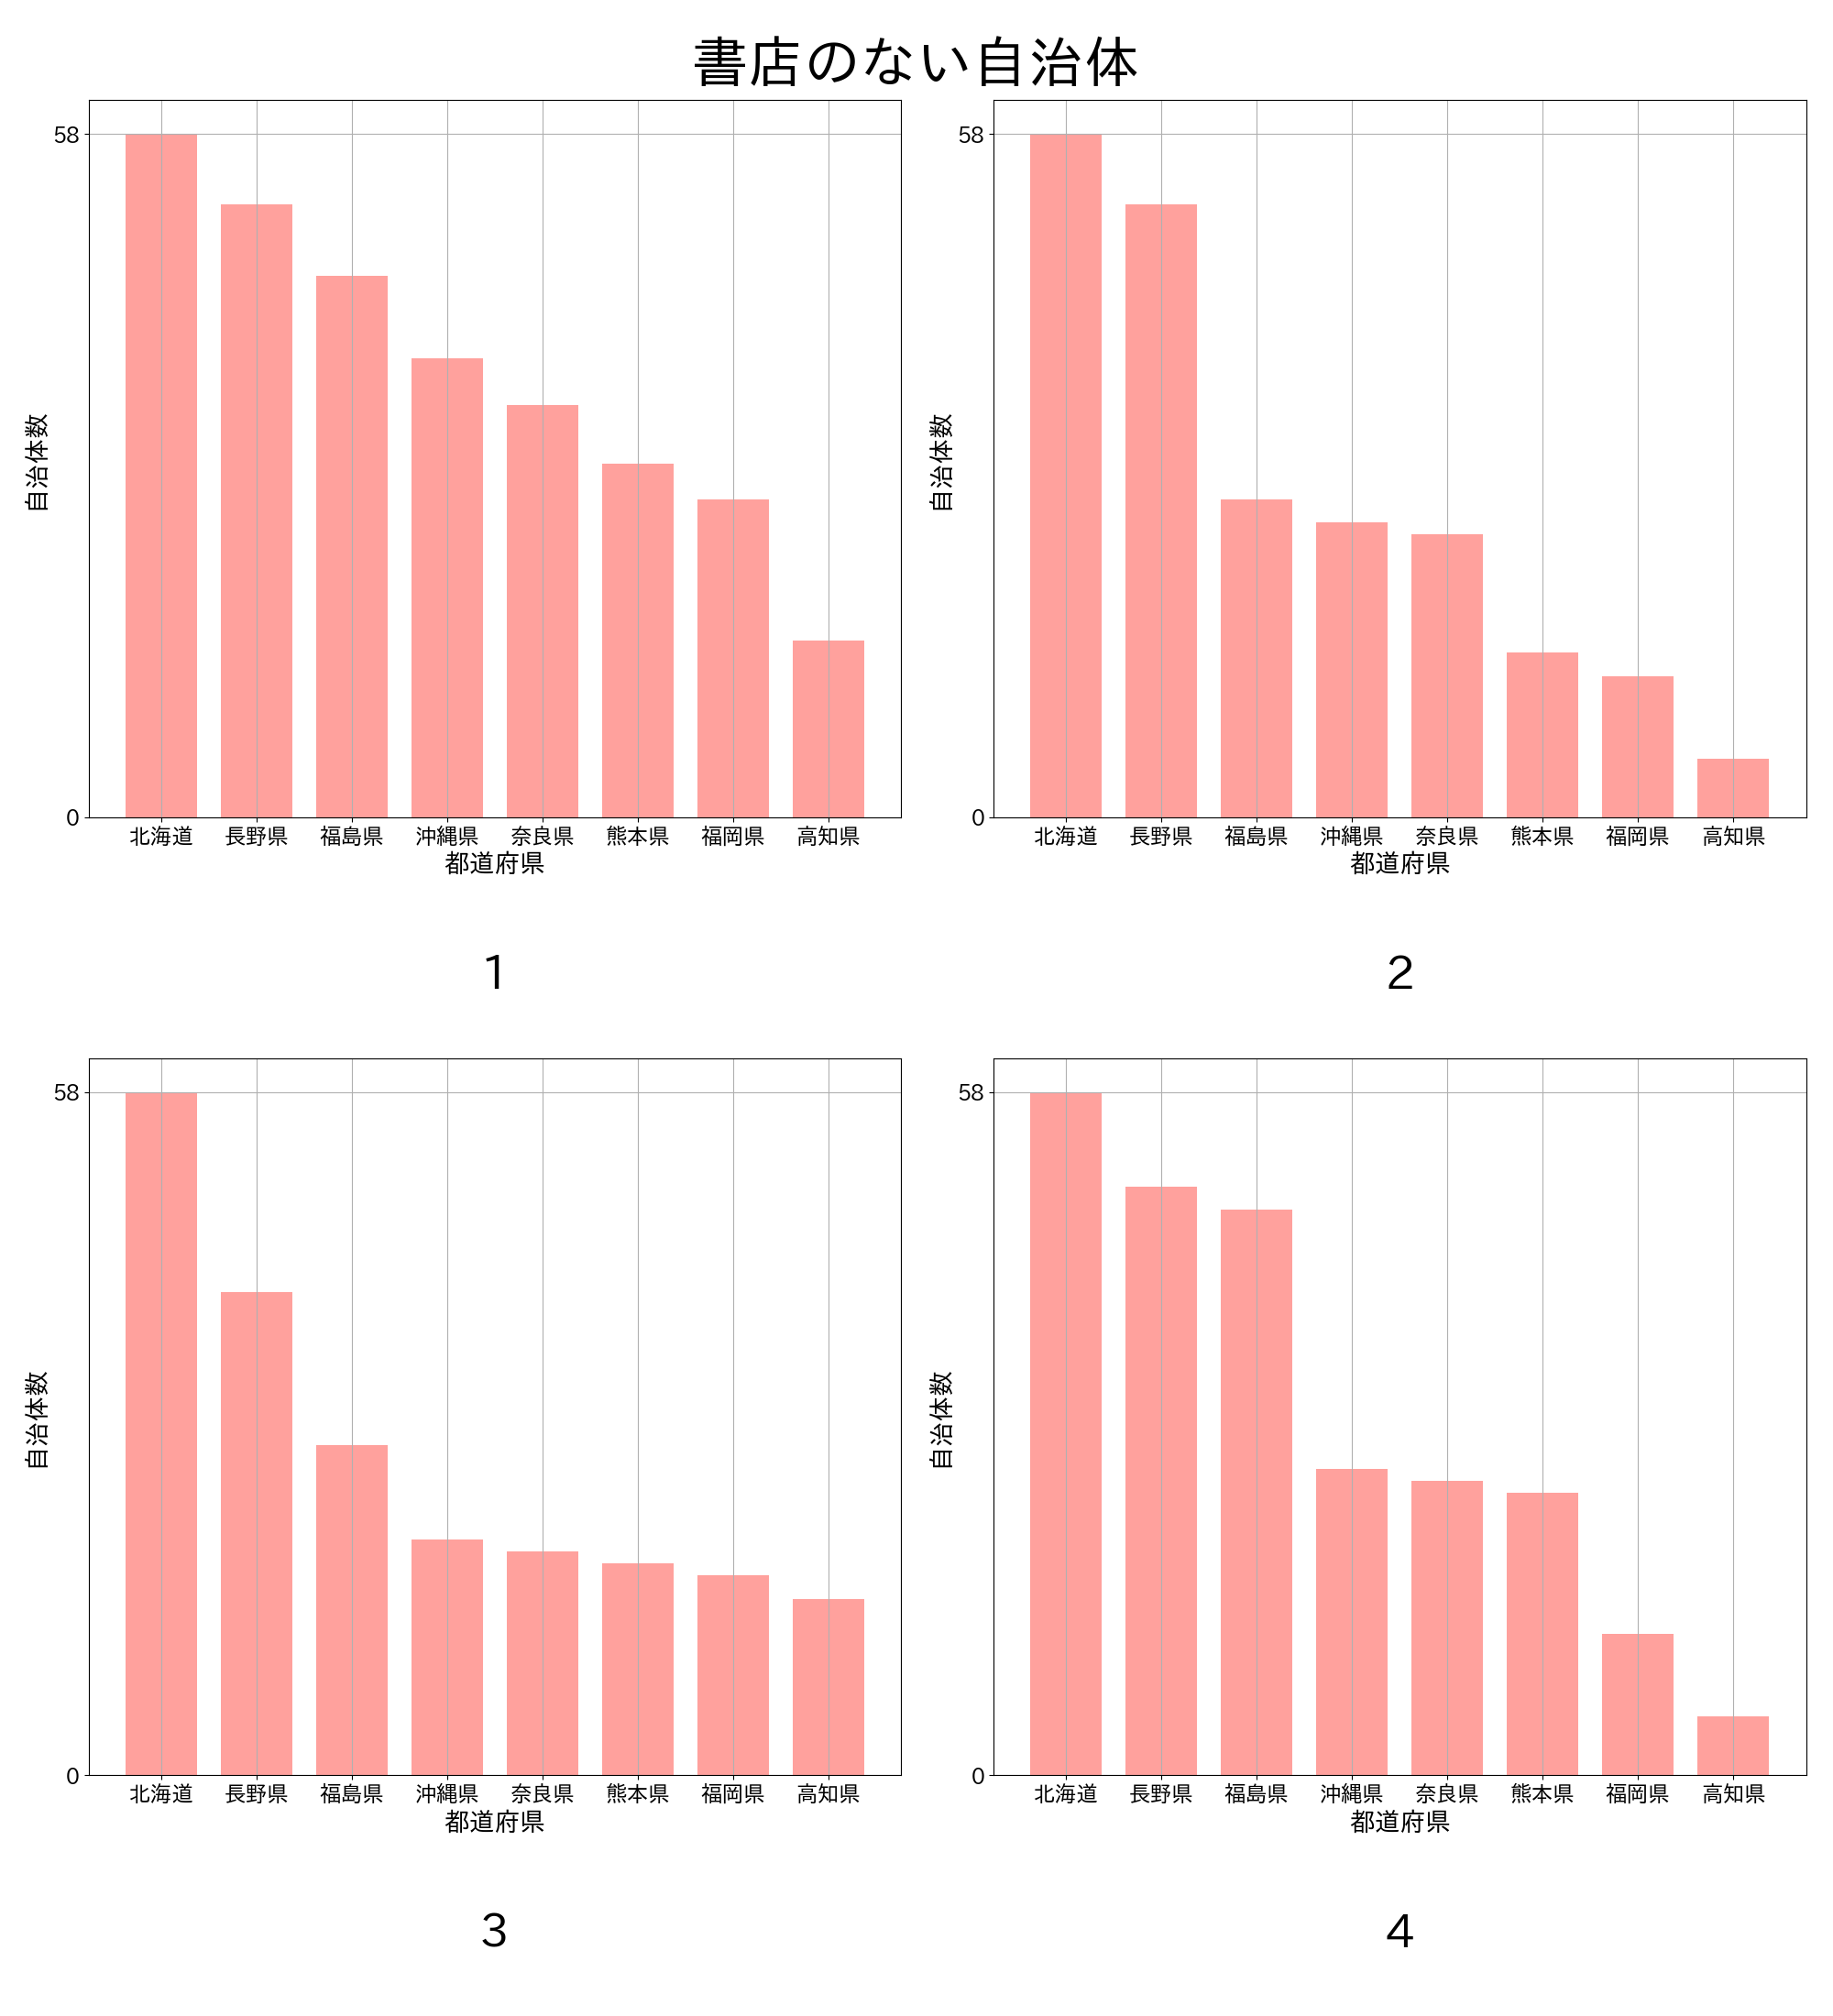 書店のない自治体
58
0
自治体数
北海道 長野県 福島県 沖縄県 奈良県 熊本県 福岡県 高知県
都道府県
1
58
0
自治体数
北海道 長野県 福島県 沖縄県 奈良県 熊本県 福岡県 高知県
都道府県
2
58
0
自治体数
北海道 長野県 福島県 沖縄県 奈良県 熊本県 福岡県 高知県
都道府県
3
58
0
自治体数
北海道 長野県 福島県 沖縄県 奈良県 熊本県 福岡県 高知県
都道府県
4